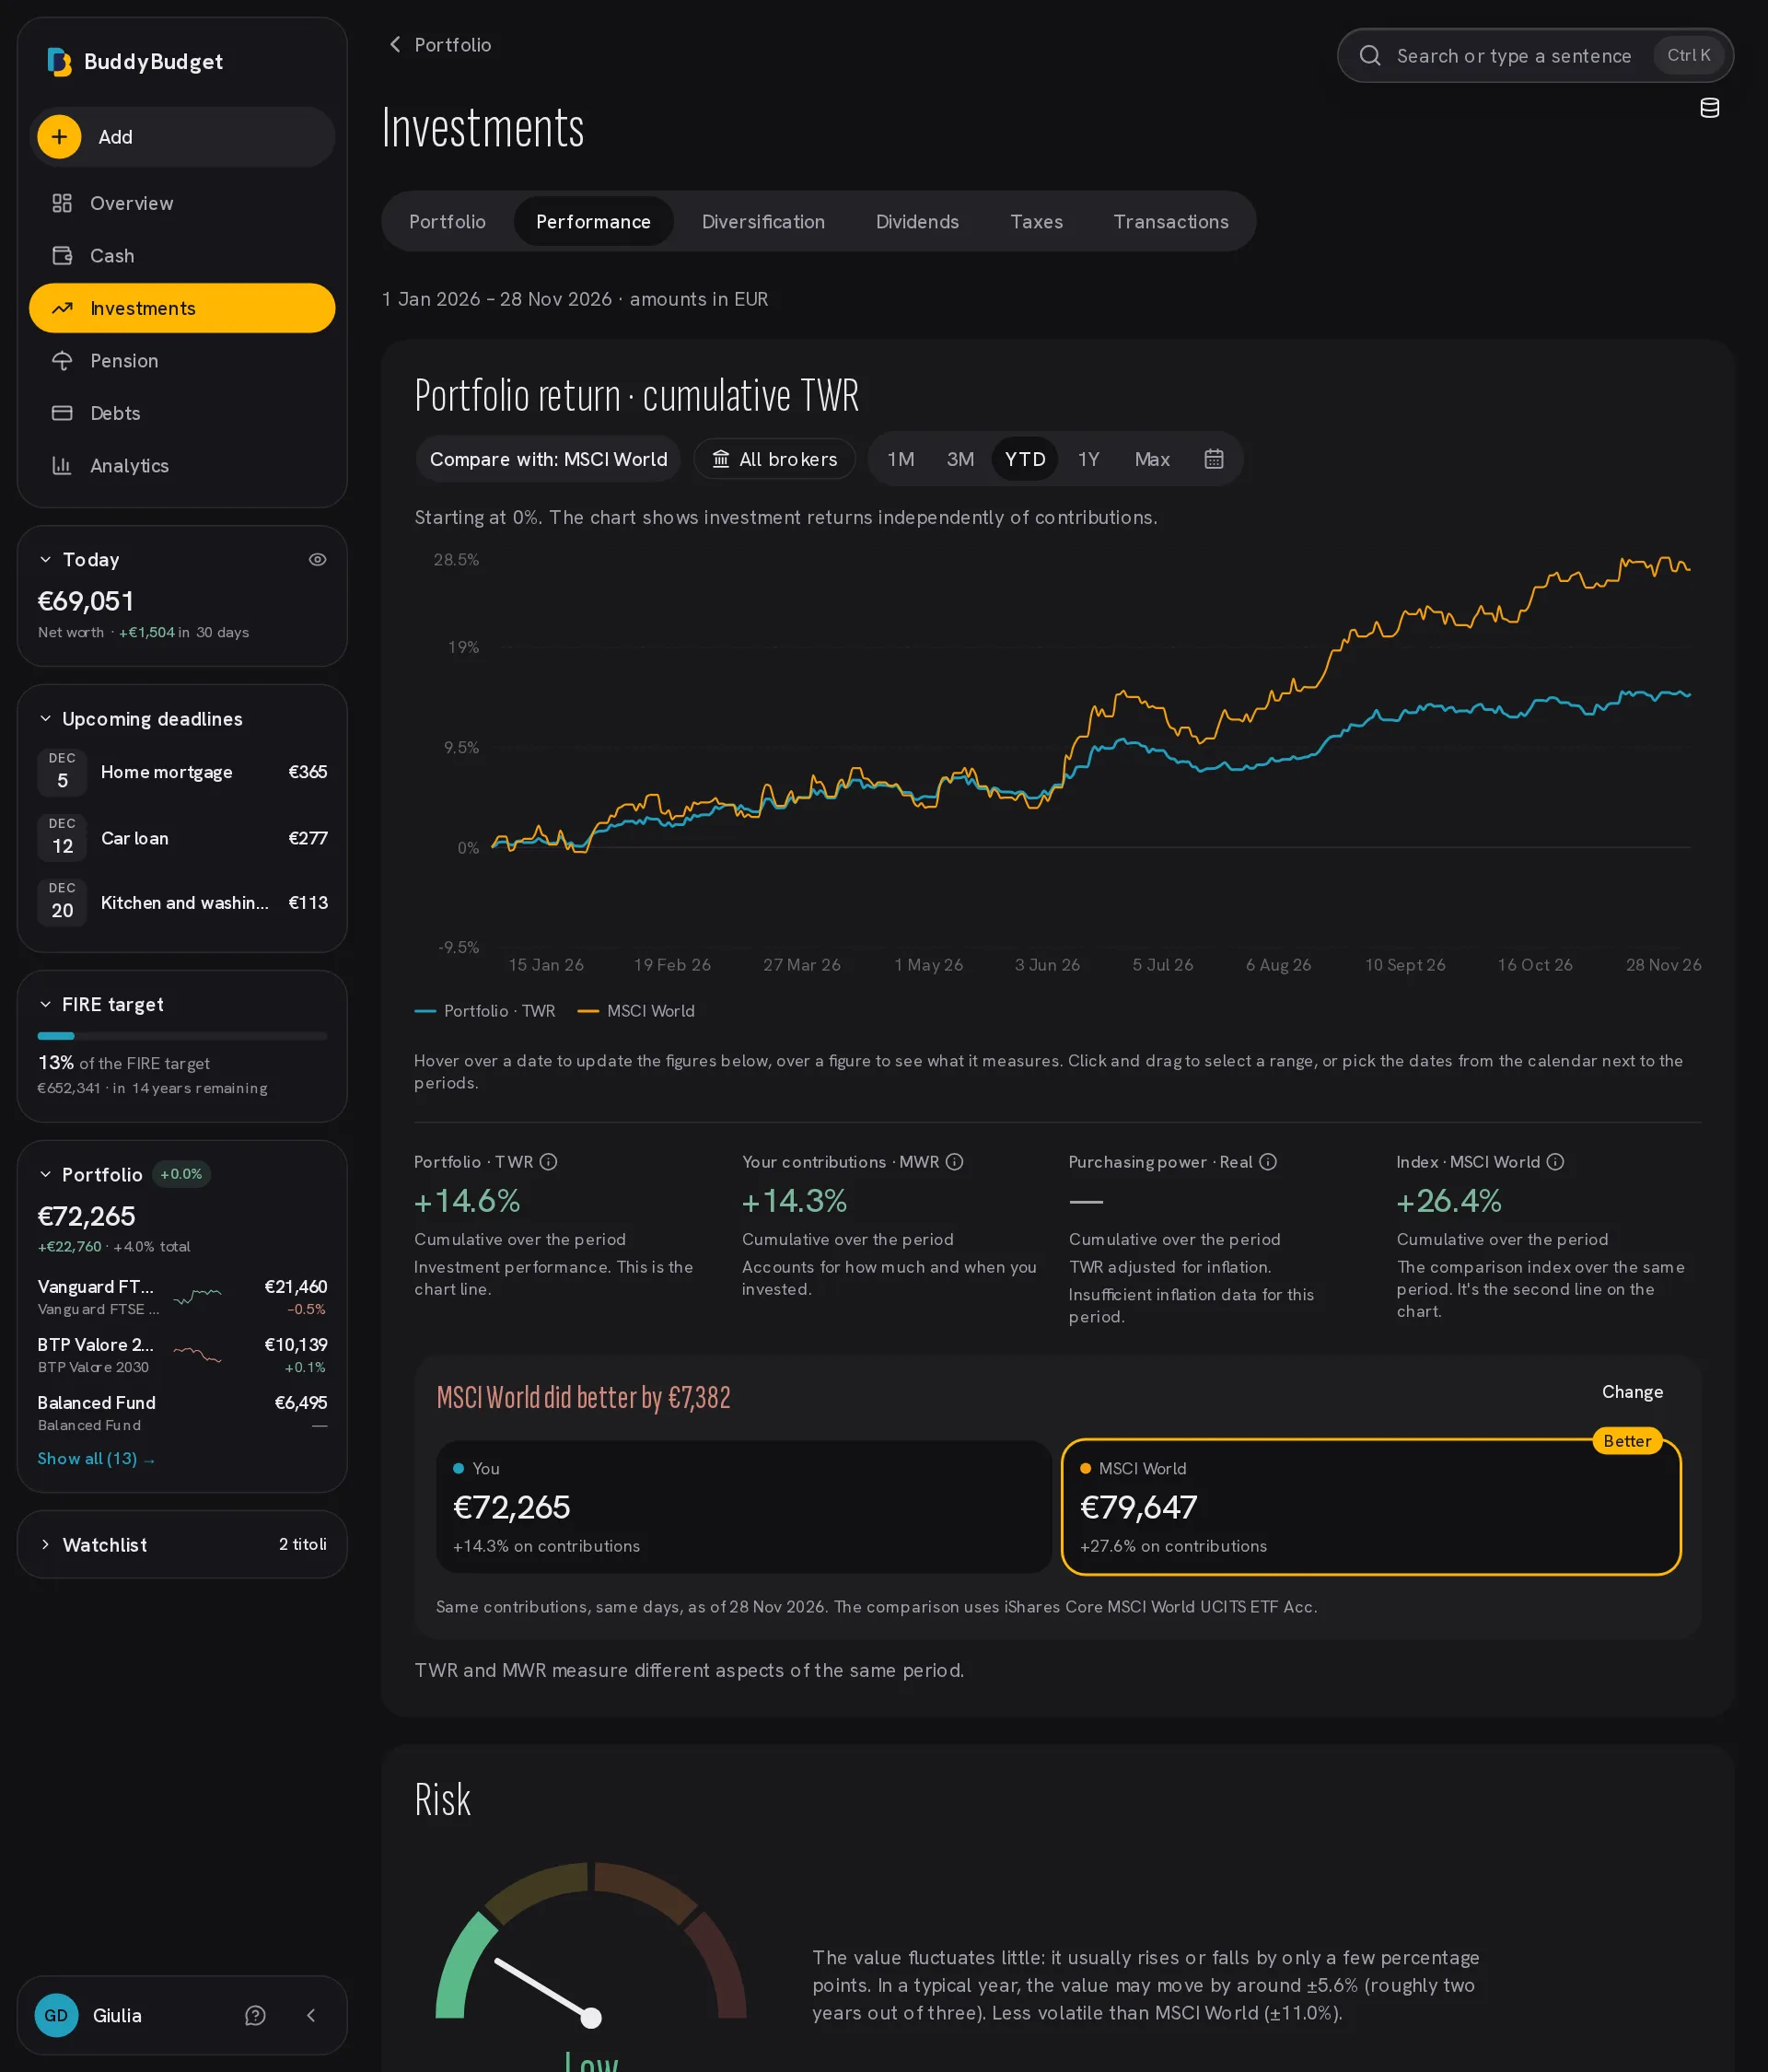 BuddyBudget
Add
Overview
Cash
Investments
Pension
Debts
Analytics
Today
€69,051
Net worth · +€1,504 in 30 days
Upcoming deadlines
DEC
5
Home mortgage
€365
DEC
12
Car loan
€277
DEC
20
Kitchen and washin...
€113
FIRE target
13% of the FIRE target
€652,341 · in 14 years remaining
Portfolio
+0.0%
€72,265
+€22,760 · +4.0% total
Vanguard FT...
€21,460
Vanguard FTSE ...
−0.5%
BTP Valore 2...
€10,139
BTP Valore 2030
+0.1%
Balanced Fund
€6,495
Balanced Fund
—
Show all (13) →
Watchlist
2 titoli
GD
Giulia
Portfolio
Search or type a sentence
Ctrl K
Investments
Portfolio
Performance
Diversification
Dividends
Taxes
Transactions
1 Jan 2026 – 28 Nov 2026 · amounts in EUR
Portfolio return · cumulative TWR
Compare with: MSCI World
All brokers
1M
3M
YTD
1Y
Max
Starting at 0%. The chart shows investment returns independently of contributions.
28.5%
19%
9.5%
0%
-9.5%
15 Jan 26
19 Feb 26
27 Mar 26
1 May 26
3 Jun 26
5 Jul 26
6 Aug 26
10 Sept 26
16 Oct 26
28 Nov 26
Portfolio · TWR
MSCI World
Hover over a date to update the figures below, over a figure to see what it measures. Click and drag to select a range, or pick the dates from the calendar next to the
periods.
Portfolio · TWR
+14.6%
Cumulative over the period
Investment performance. This is the
chart line.
Your contributions · MWR
+14.3%
Cumulative over the period
Accounts for how much and when you
invested.
Purchasing power · Real
—
Cumulative over the period
TWR adjusted for inflation.
Insufficient inflation data for this
period.
Index · MSCI World
+26.4%
Cumulative over the period
The comparison index over the same
period. It's the second line on the
chart.
MSCI World did better by €7,382
Change
You
€72,265
+14.3% on contributions
Better
MSCI World
€79,647
+27.6% on contributions
Same contributions, same days, as of 28 Nov 2026. The comparison uses iShares Core MSCI World UCITS ETF Acc.
TWR and MWR measure different aspects of the same period.
Risk
The value fluctuates little: it usually rises or falls by only a few percentage
points. In a typical year, the value may move by around ±5.6% (roughly two
years out of three). Less volatile than MSCI World (±11.0%).
Low